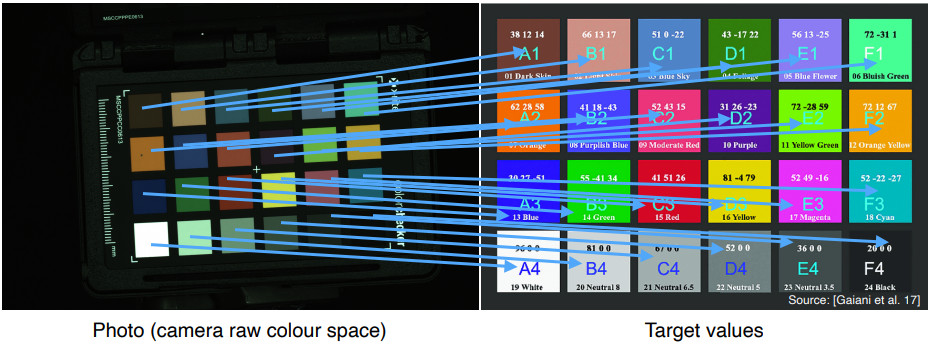 MSCCPPPE0613
MSCCPPCC0613
mm
38 12 14 66 13 17 51 0 -22 43 -17 22 56 13 -25 72 -31 1
A1 B1 C1 D1 E1 F1
01 Dark Skin 03 Blue Sky 04 Foliage 05 Blue Flower 06 Bluish Green
62 28 58 41 18 -43 52 43 15 31 26 -23 72 -28 59 72 12 67
A2 B2 C2 D2 E2 F2
07 Orange 08 Purplish Blue 09 Moderate Red 10 Purple 11 Yellow Green 12 Orange Yellow
30 27 -51 55 -41 34 41 51 26 81 -4 79 52 49 -16 52 -22 -27
A3 B3 C3 D3 E3 F3
13 Blue 14 Green 15 Red 16 Yellow 17 Magenta 18 Cyan
96 0 0 81 0 0 67 0 0 52 0 0 36 0 0 20 0 0
A4 B4 C4 D4 E4 F4
19 White 20 Neutral 8 21 Neutral 6.5 22 Neutral 5 23 Neutral 3.5 24 Black
Source: [Gaiani et al. 17]
Photo (camera raw colour space)
Target values